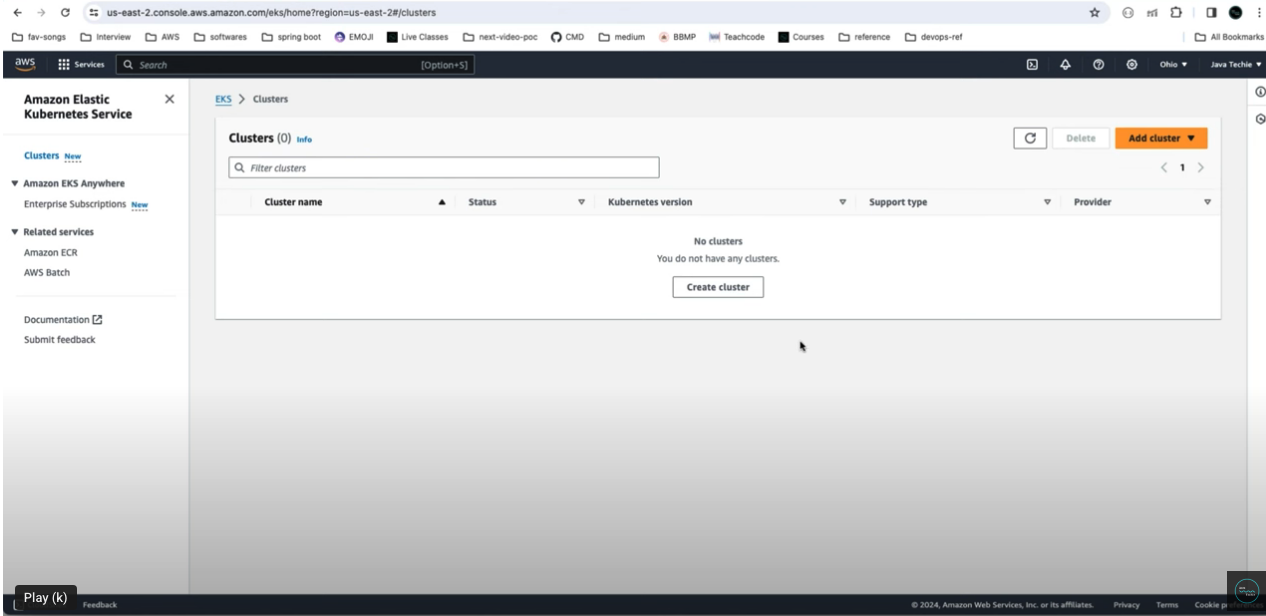 us-east-2.console.aws.amazon.com/eks/home?region=us-east-2#/clusters
fav-songs Interview AWS softwares spring boot EMOJI Live Classes next-video-poc CMD medium BBMP Teachcode Courses reference devops-ref All Bookmarks
aws Services Search [Option+S] Ohio Java Techie
Amazon Elastic
Kubernetes Service
Clusters New
Amazon EKS Anywhere
Enterprise Subscriptions New
Related services
Amazon ECR
AWS Batch
Documentation
Submit feedback
EKS > Clusters
Clusters (0) Info
Delete
Add cluster
Filter clusters
1
Cluster name Status Kubernetes version Support type Provider
No clusters
You do not have any clusters.
Create cluster
Play (k)
Feedback © 2024, Amazon Web Services, Inc. or its affiliates. Privacy Terms Cookie preferences